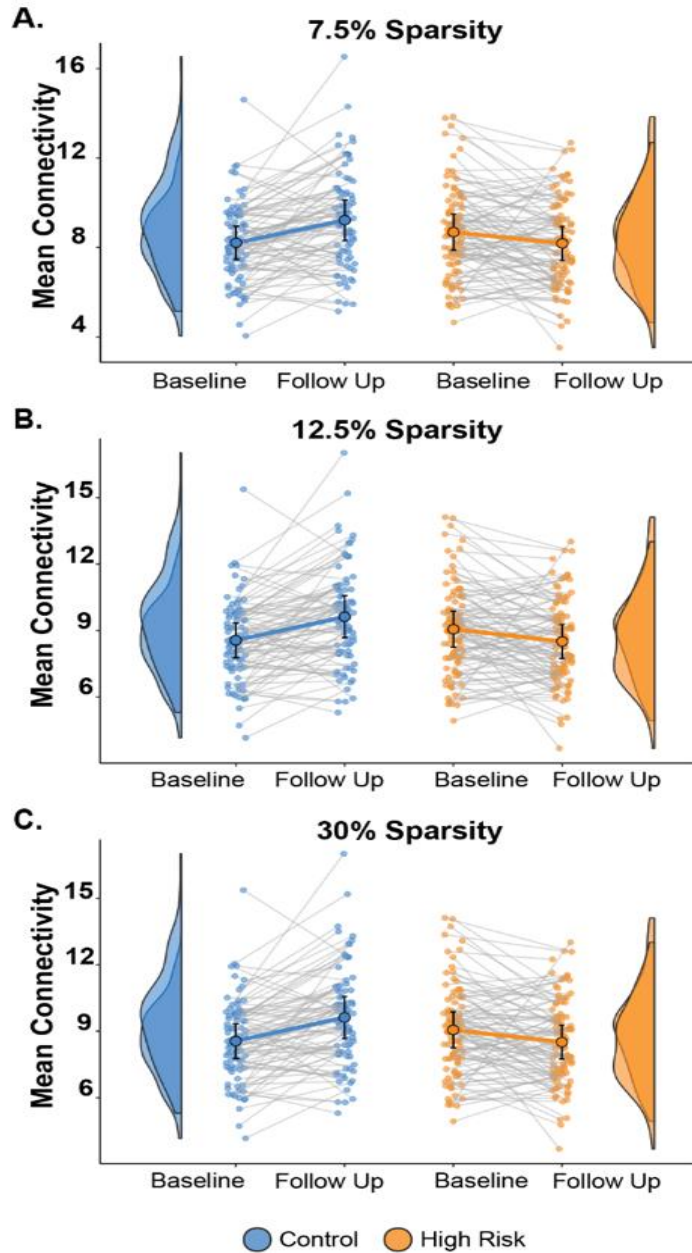 A.
7.5% Sparsity
Mean Connectivity
16
12
8
4
Baseline Follow Up Baseline Follow Up
B.
12.5% Sparsity
Mean Connectivity
15
12
9
6
Baseline Follow Up Baseline Follow Up
C.
30% Sparsity
Mean Connectivity
15
12
9
6
Baseline Follow Up Baseline Follow Up
Control High Risk